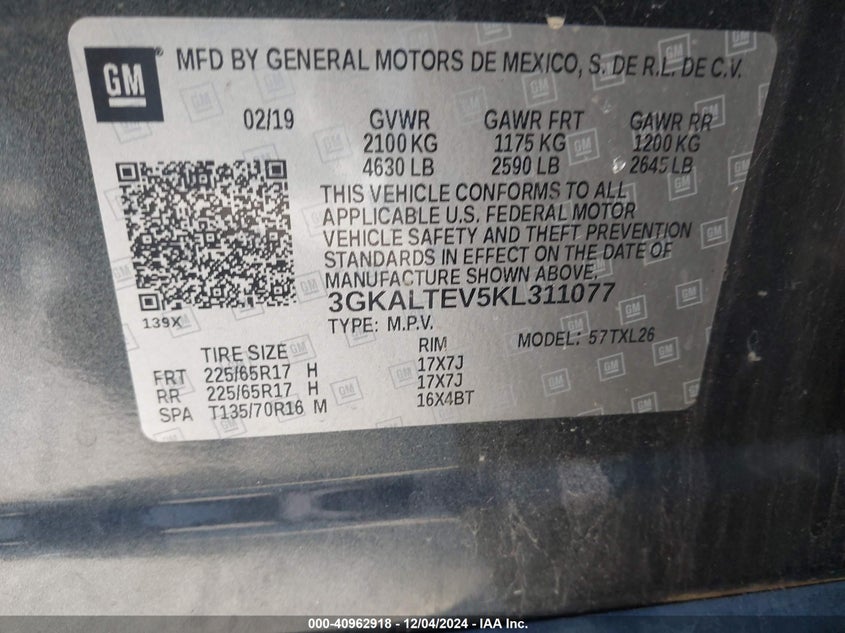 GM
MFD BY GENERAL MOTORS DE MEXICO, S. DE R.L. DE C.V.
02/19 GVWR GAWR FRT GAWR RR
2100 KG 1175 KG 1200 KG
4630 LB 2590 LB 2645 LB
THIS VEHICLE CONFORMS TO ALL
APPLICABLE U.S. FEDERAL MOTOR
VEHICLE SAFETY AND THEFT PREVENTION
STANDARDS IN EFFECT ON THE DATE OF
MANUFACTURE SHOWN ABOVE.
3GKALTEV5KL311077
139X
TYPE: M.P.V. MODEL: 57TXL26
TIRE SIZE RIM
FRT 225/65R17 H 17X7J
RR 225/65R17 H 17X7J
SPA T135/70R16 M 16X4BT
000-40962918 - 12/04/2024 - IAA Inc.